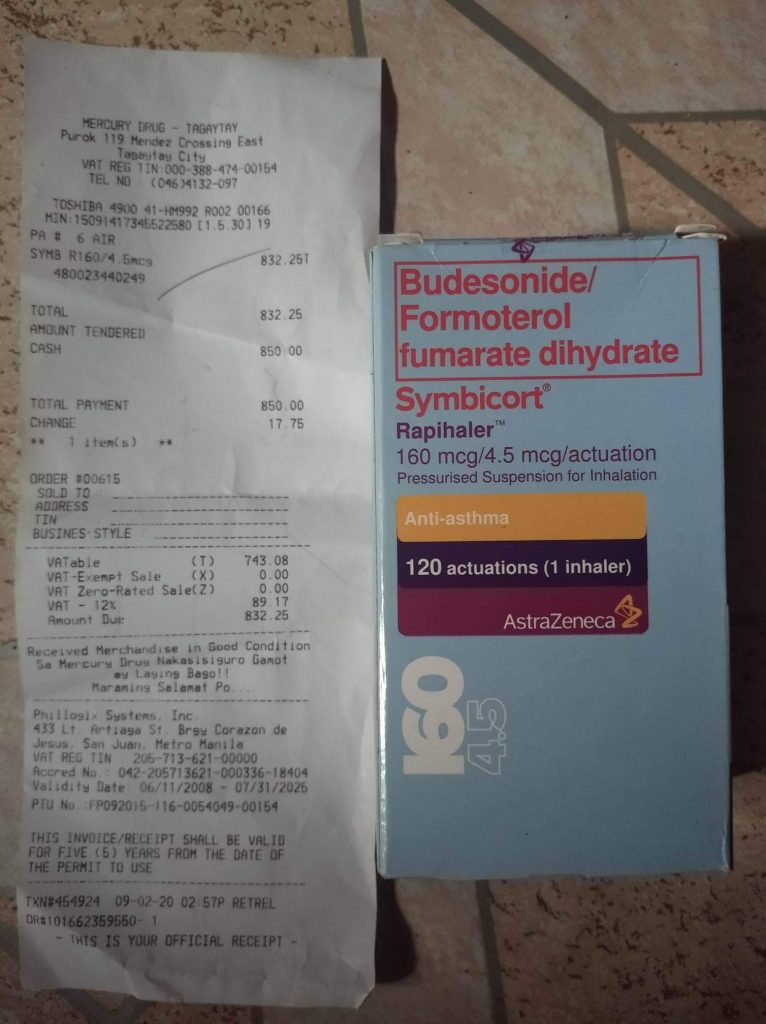 MERCURY DRUG - TAGAYTAY
Purok 119 Mendez Crossing East
Tagaytay City
VAT REG TIN:000-388-474-00154
TEL NO : (046)4132-097
TOSHIBA 4900 41-HM992 R002 00166
MIN:15091417345522580 [1.5.30] 19
PA # 6 AIR
SYMB R160/4.5mcg 832.25T
480023440249
TOTAL 832.25
AMOUNT TENDERED
CASH 850.00
TOTAL PAYMENT 850.00
CHANGE 17.75
** 1 item(s) **
ORDER #00615
SOLD TO :
ADDRESS :
TIN :
BUSINES STYLE :
VATable (T) 743.08
VAT-Exempt Sale (X) 0.00
VAT Zero-Rated Sale(Z) 0.00
VAT - 12% 89.17
Amount Due 832.25
Received Merchandise in Good Condition
Sa Mercury Drug Nakasisiguro Gamot
ay Laging Bago!!
Maraming Salamat Po...
Phillogix Systems, Inc.
433 Lt. Artiaga St. Brgy Corazon de
Jesus, San Juan, Metro Manila
VAT REG TIN 205-713-621-00000
Accred No.: 042-205713621-000336-18404
Validity Date: 06/11/2008 - 07/31/2025
PTU No.:FP092015-116-0054049-00154
THIS INVOICE/RECEIPT SHALL BE VALID
FOR FIVE (5) YEARS FROM THE DATE OF
THE PERMIT TO USE
TXN#454924 09-02-20 02:57P RETREL
OR#101662359550- 1
- THIS IS YOUR OFFICIAL RECEIPT -
Budesonide/
Formoterol
fumarate dihydrate
Symbicort®
Rapihaler™
160 mcg/4.5 mcg/actuation
Pressurised Suspension for Inhalation
Anti-asthma
120 actuations (1 inhaler)
AstraZeneca
160
4.5